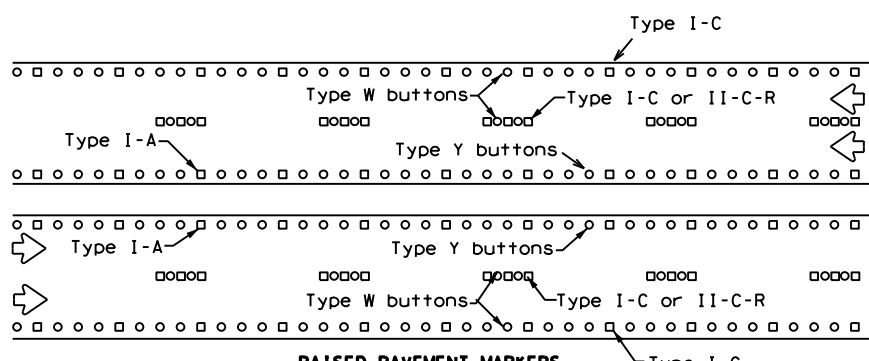 Type I-C
Type W buttons
Type I-C or II-C-R
Type I-A
Type Y buttons
Type I-A
Type Y buttons
Type W buttons
Type I-C or II-C-R
RAISED PAVEMENT MARKERS
Type I-C